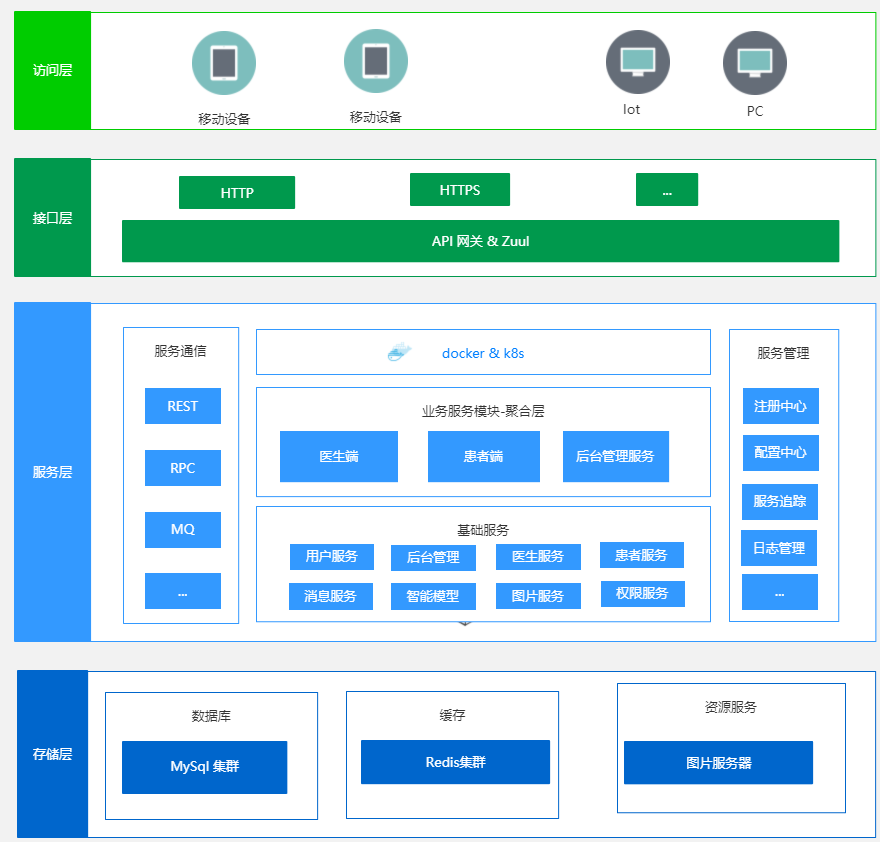 访问层
移动设备
移动设备
Iot
PC
接口层
HTTP
HTTPS
...
API 网关 & Zuul
服务层
服务通信
REST
RPC
MQ
...
docker & k8s
业务服务模块-聚合层
医生端
患者端
后台管理服务
基础服务
用户服务
后台管理
医生服务
患者服务
消息服务
智能模型
图片服务
权限服务
服务管理
注册中心
配置中心
服务追踪
日志管理
...
存储层
数据库
MySql 集群
缓存
Redis集群
资源服务
图片服务器